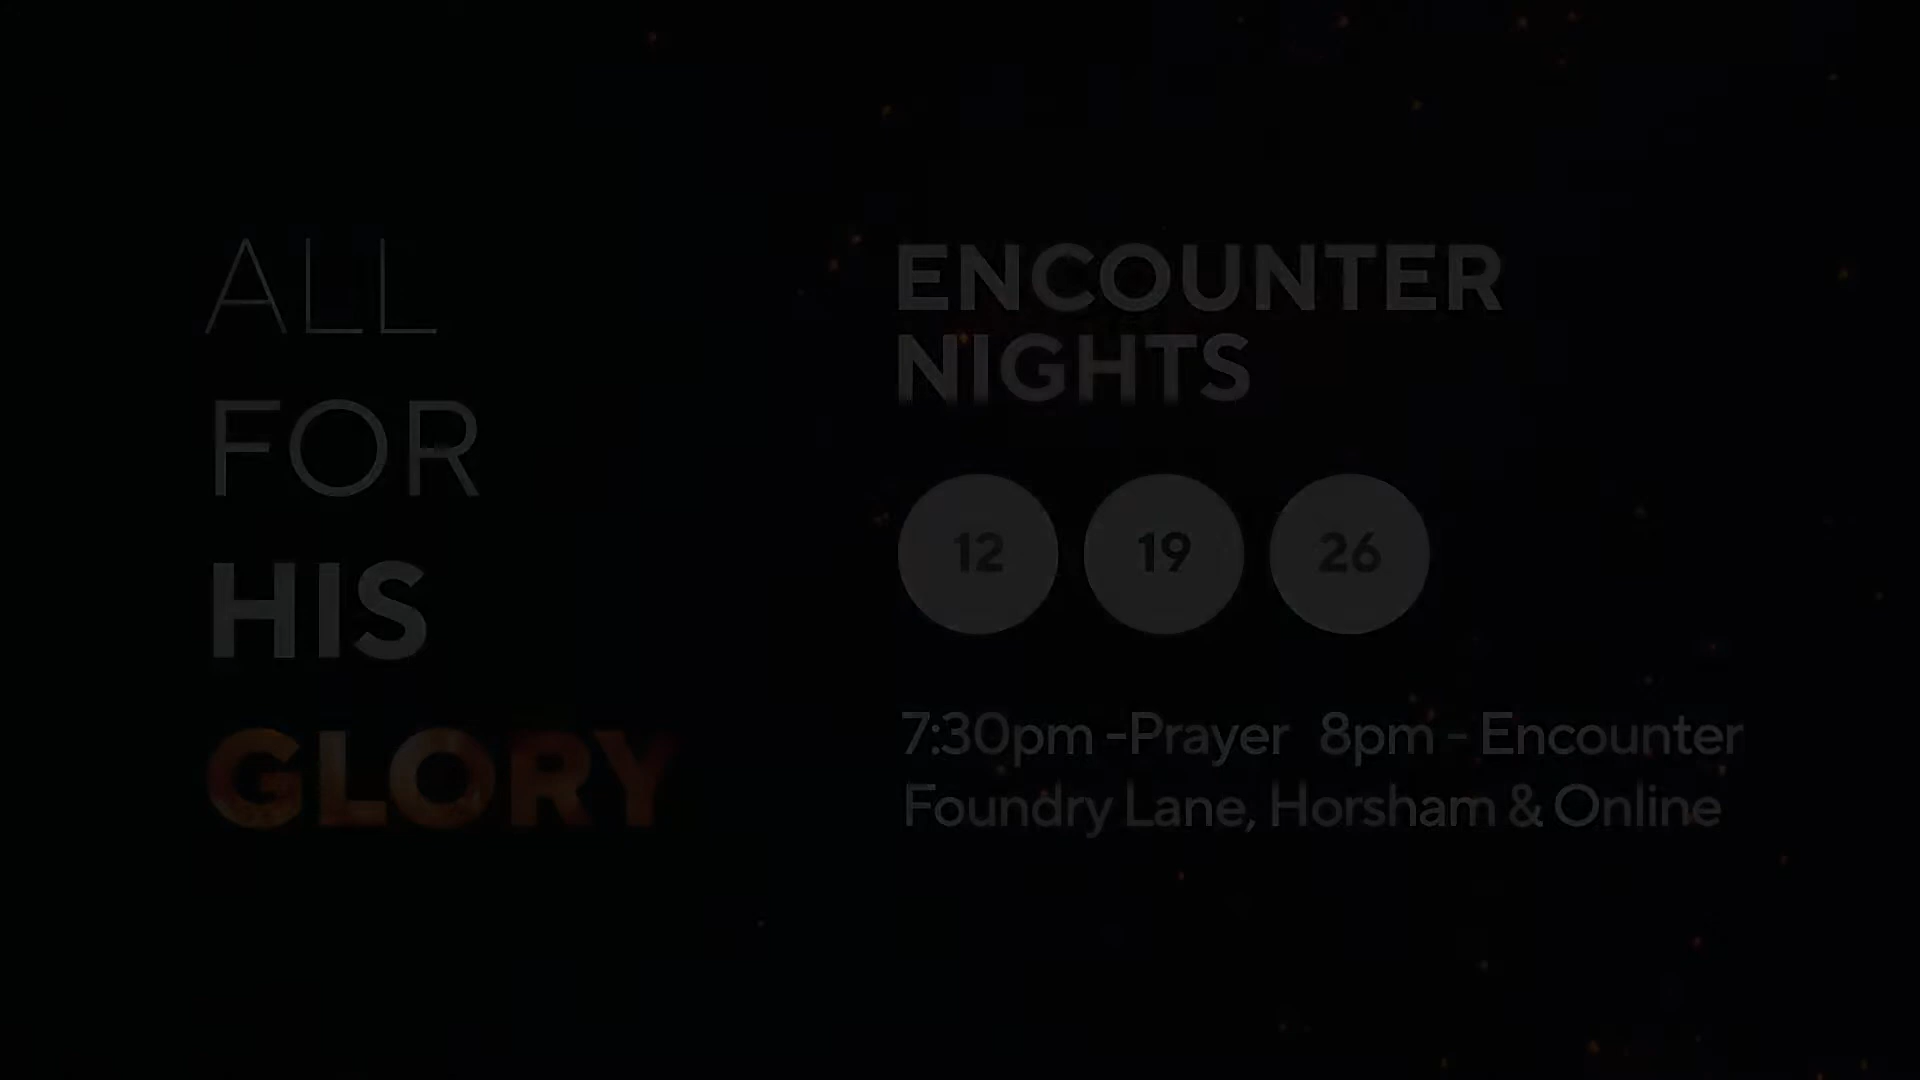 ALL
FOR
HIS
GLORY
ENCOUNTER
NIGHTS
12 19 26
7:30pm -Prayer 8pm - Encounter
Foundry Lane, Horsham & Online